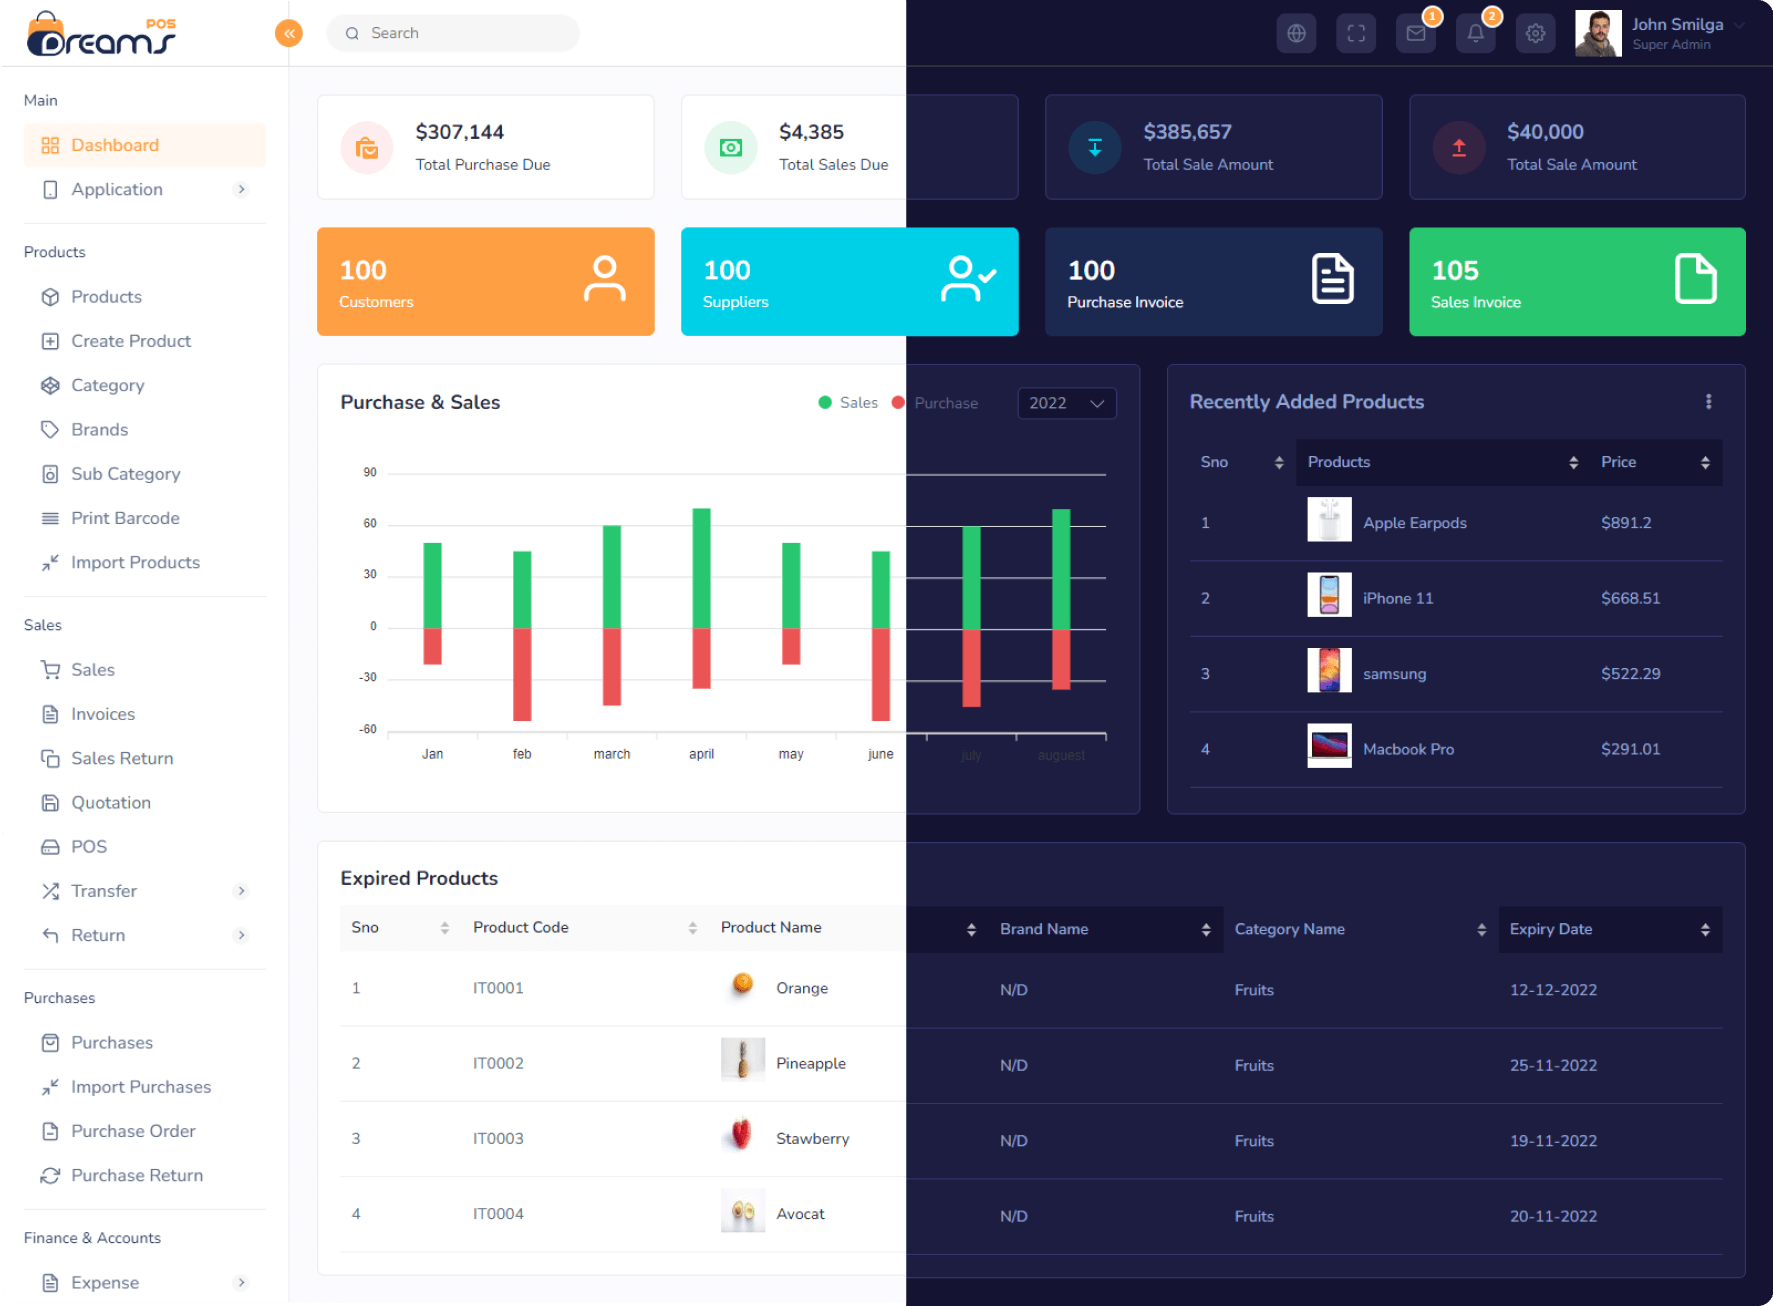 POS
Dreams
Search
1
2
John Smilga
Super Admin
Main
Dashboard
Application
Products
Products
Create Product
Category
Brands
Sub Category
Print Barcode
Import Products
Sales
Sales
Invoices
Sales Return
Quotation
POS
Transfer
Return
Purchases
Purchases
Import Purchases
Purchase Order
Purchase Return
Finance & Accounts
Expense
$307,144
Total Purchase Due
$4,385
Total Sales Due
$385,657
Total Sale Amount
$40,000
Total Sale Amount
100
Customers
100
Suppliers
100
Purchase Invoice
105
Sales Invoice
Purchase & Sales
Sales Purchase
2022
90
60
30
0
-30
-60
Jan feb march april may june july auguest
Recently Added Products
Sno Products Price
1 Apple Earpods $891.2
2 iPhone 11 $668.51
3 samsung $522.29
4 Macbook Pro $291.01
Expired Products
Sno Product Code Product Name Brand Name Category Name Expiry Date
1 IT0001 Orange N/D Fruits 12-12-2022
2 IT0002 Pineapple N/D Fruits 25-11-2022
3 IT0003 Stawberry N/D Fruits 19-11-2022
4 IT0004 Avocat N/D Fruits 20-11-2022